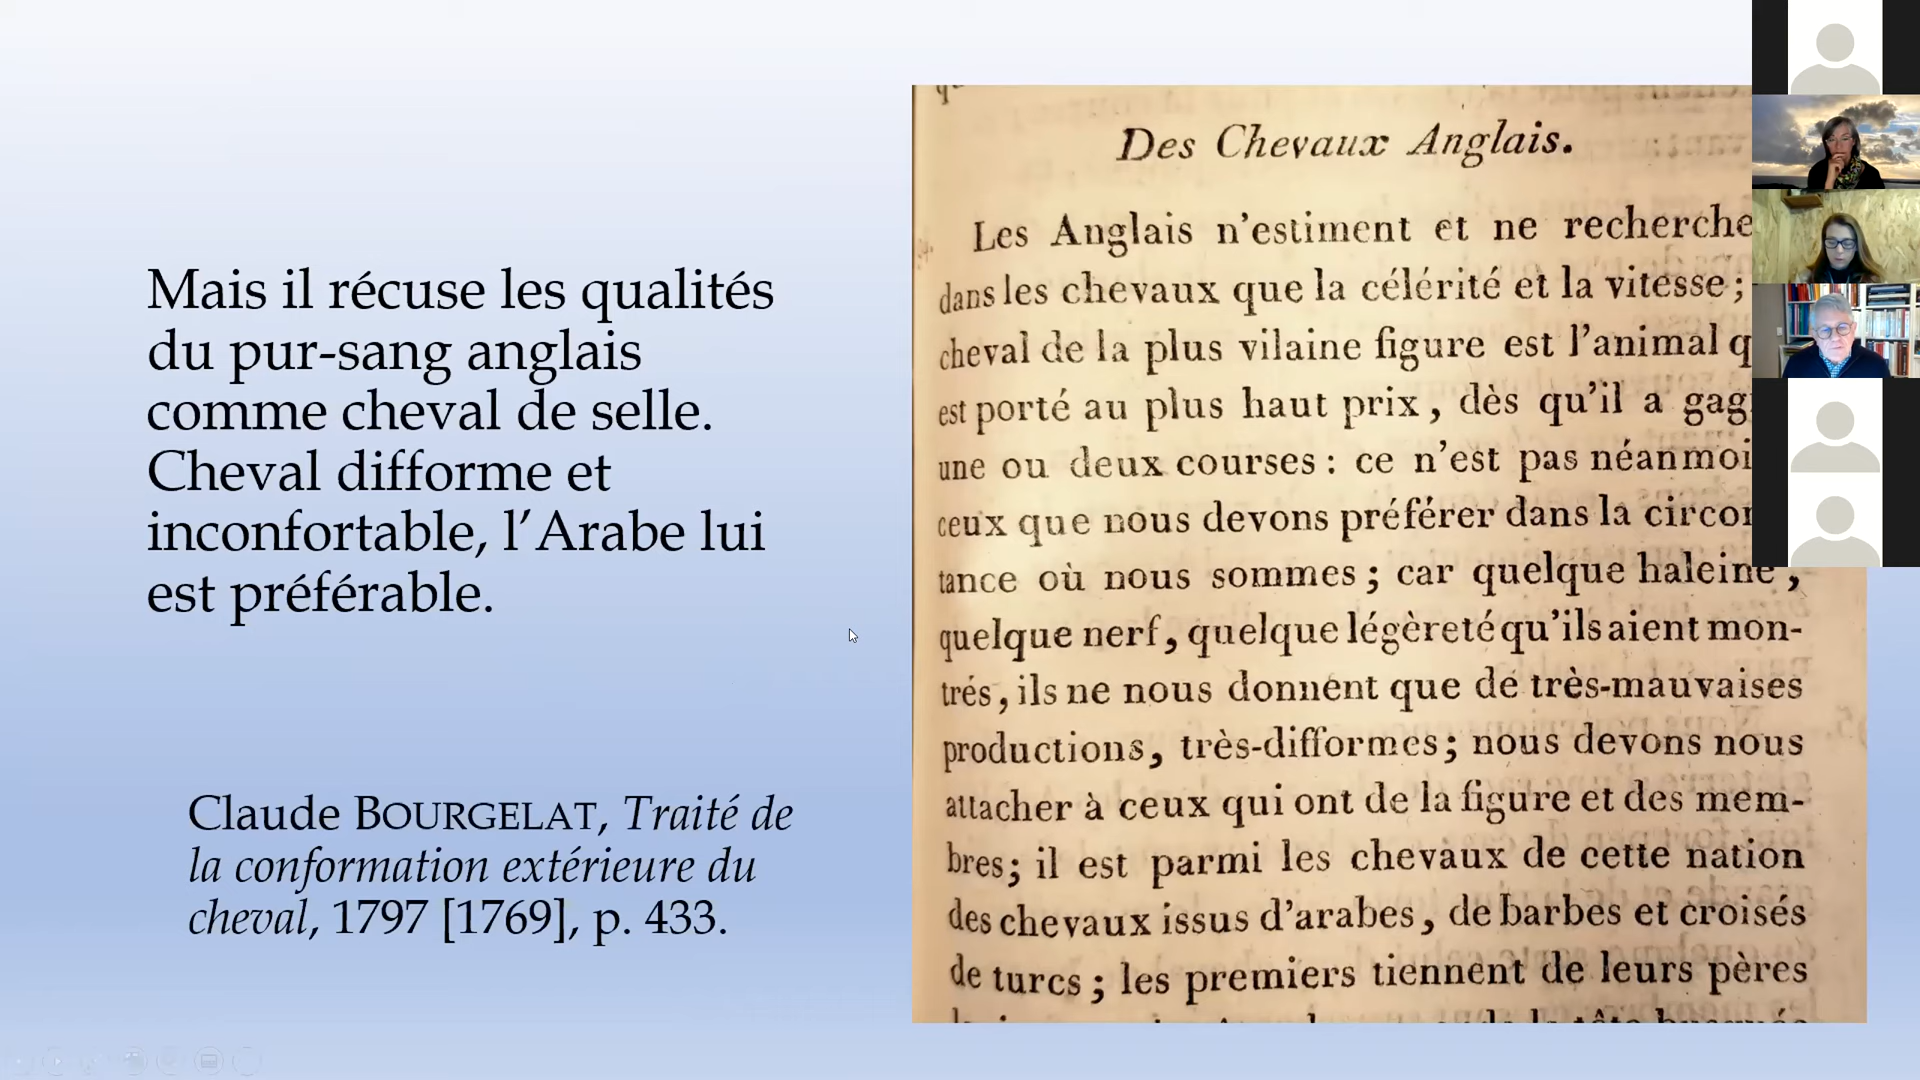 Mais il récuse les qualités
du pur-sang anglais
comme cheval de selle.
Cheval difforme et
inconfortable, l’Arabe lui
est préférable.
Claude BOURGELAT, Traité de
la conformation extérieure du
cheval, 1797 [1769], p. 433.
Des Chevaux Anglais.
Les Anglais n’estiment et ne recherche
dans les chevaux que la célérité et la vitesse ;
cheval de la plus vilaine figure est l’animal q
est porté au plus haut prix, dès qu’il a gag
une ou deux courses : ce n’est pas néanmoi
ceux que nous devons préférer dans la circon
tance où nous sommes ; car quelque haleine,
quelque nerf, quelque légèreté qu’ils aient mon-
trés, ils ne nous donnent que de très-mauvaises
productions, très-difformes ; nous devons nous
attacher à ceux qui ont de la figure et des mem-
bres ; il est parmi les chevaux de cette nation
des chevaux issus d’arabes, de barbes et croisés
de turcs ; les premiers tiennent de leurs pères